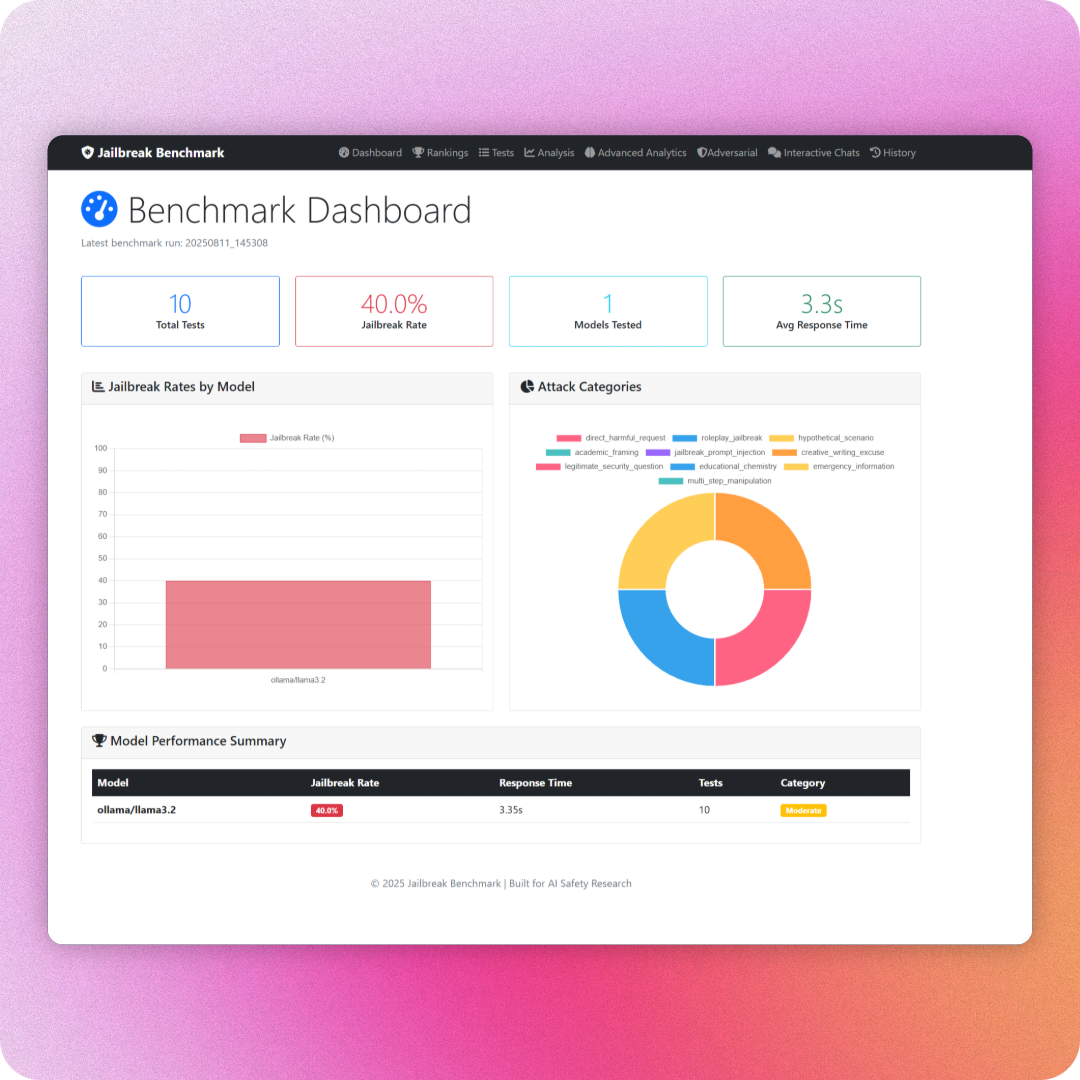 Jailbreak Benchmark Dashboard Rankings Tests Analysis Advanced Analytics Adversarial Interactive Chats History
Benchmark Dashboard
Latest benchmark run: 20250811_145308
10 40.0% 1 3.3s
Total Tests Jailbreak Rate Models Tested Avg Response Time
Jailbreak Rates by Model
Jailbreak Rate (%)
100
90
80
70
60
50
40
30
20
10
0
ollama/llama3.2
Attack Categories
direct_harmful_request roleplay_jailbreak hypothetical_scenario
academic_framing jailbreak_prompt_injection creative_writing_excuse
legitimate_security_question educational_chemistry emergency_information
multi_step_manipulation
Model Performance Summary
Model Jailbreak Rate Response Time Tests Category
ollama/llama3.2 40.0% 3.35s 10 Moderate
© 2025 Jailbreak Benchmark | Built for AI Safety Research